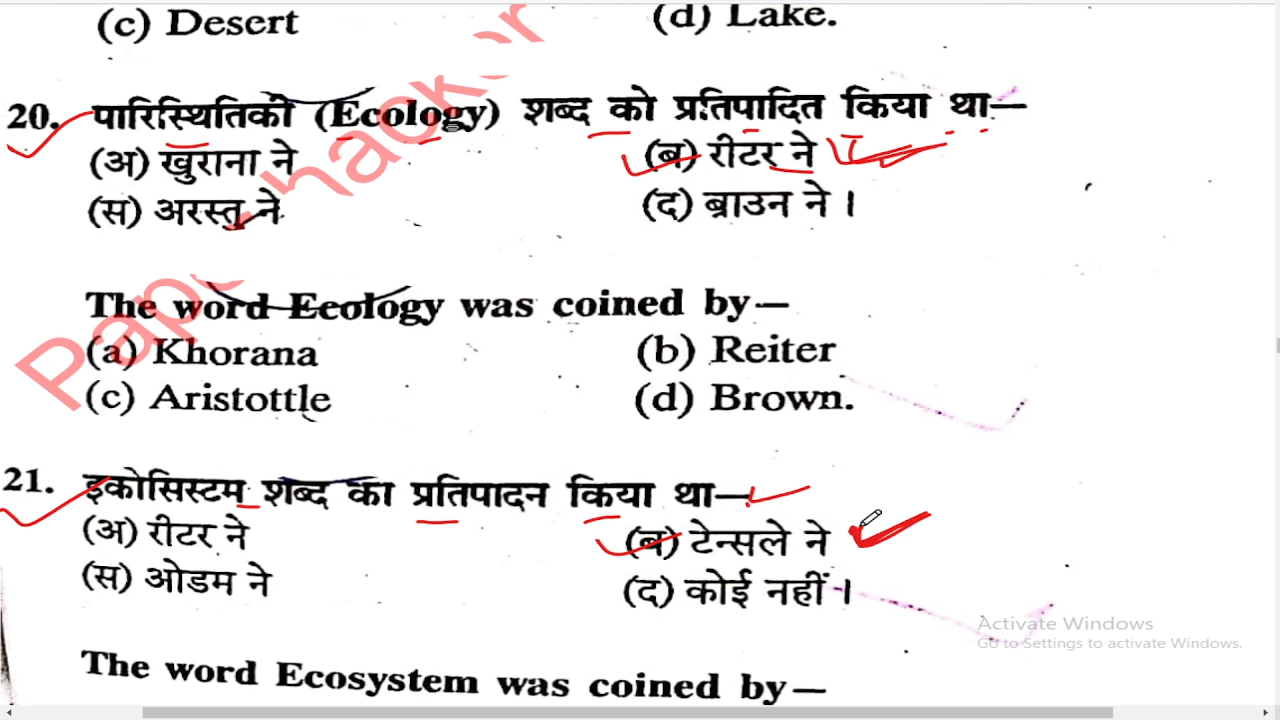 (c) Desert (d) Lake.
20. पारिस्थितिकी (Ecology) शब्द को प्रतिपादित किया था—
(अ) खुराना ने (ब) रीटर ने
(स) अरस्तु ने (द) ब्राउन ने ।
The word Ecology was coined by—
(a) Khorana (b) Reiter
(c) Aristottle (d) Brown.
21. इकोसिस्टम शब्द का प्रतिपादन किया था—
(अ) रीटर ने (ब) टेन्सले ने
(स) ओडम ने (द) कोई नहीं ।
Activate Windows
Go to Settings to activate Windows.
The word Ecosystem was coined by—